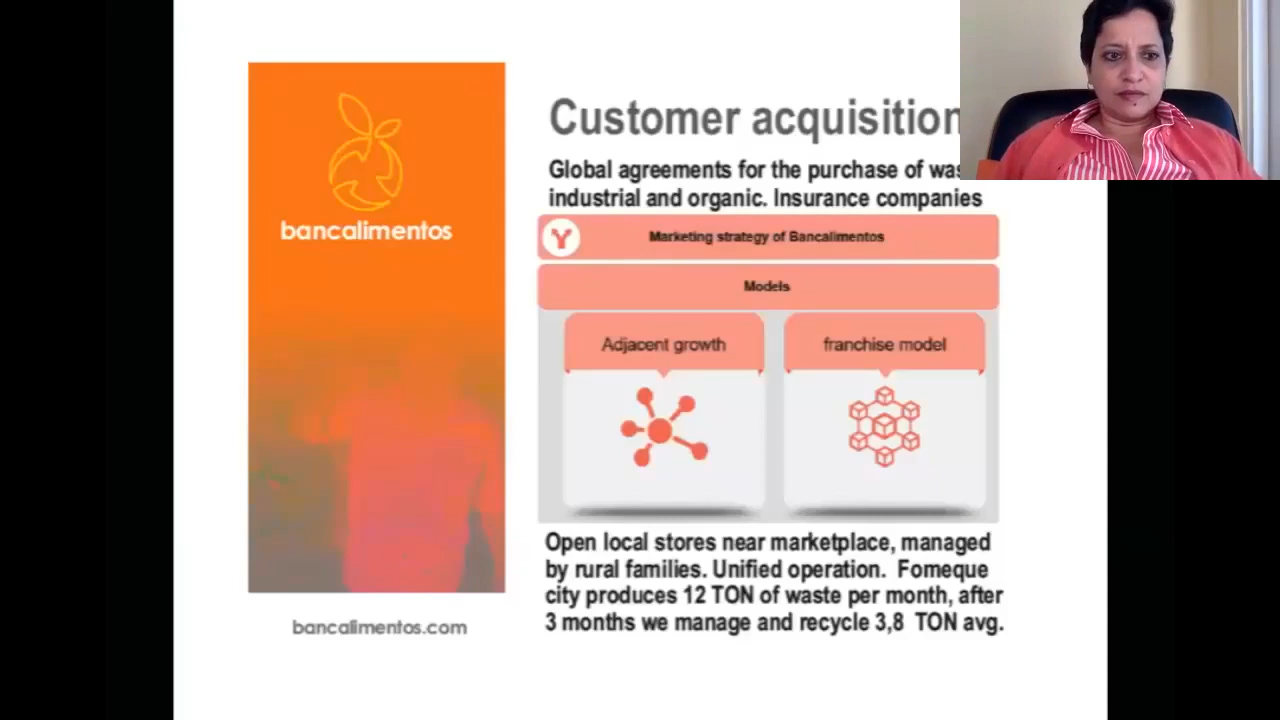 bancalimentos
bancalimentos.com
Customer acquisition
Global agreements for the purchase of
industrial and organic. Insurance companies
Marketing strategy of Bancalimentos
Models
Adjacent growth
franchise model
Open local stores near marketplace, managed
by rural families. Unified operation. Fomeque
city produces 12 TON of waste per month, after
3 months we manage and recycle 3,8 TON avg.